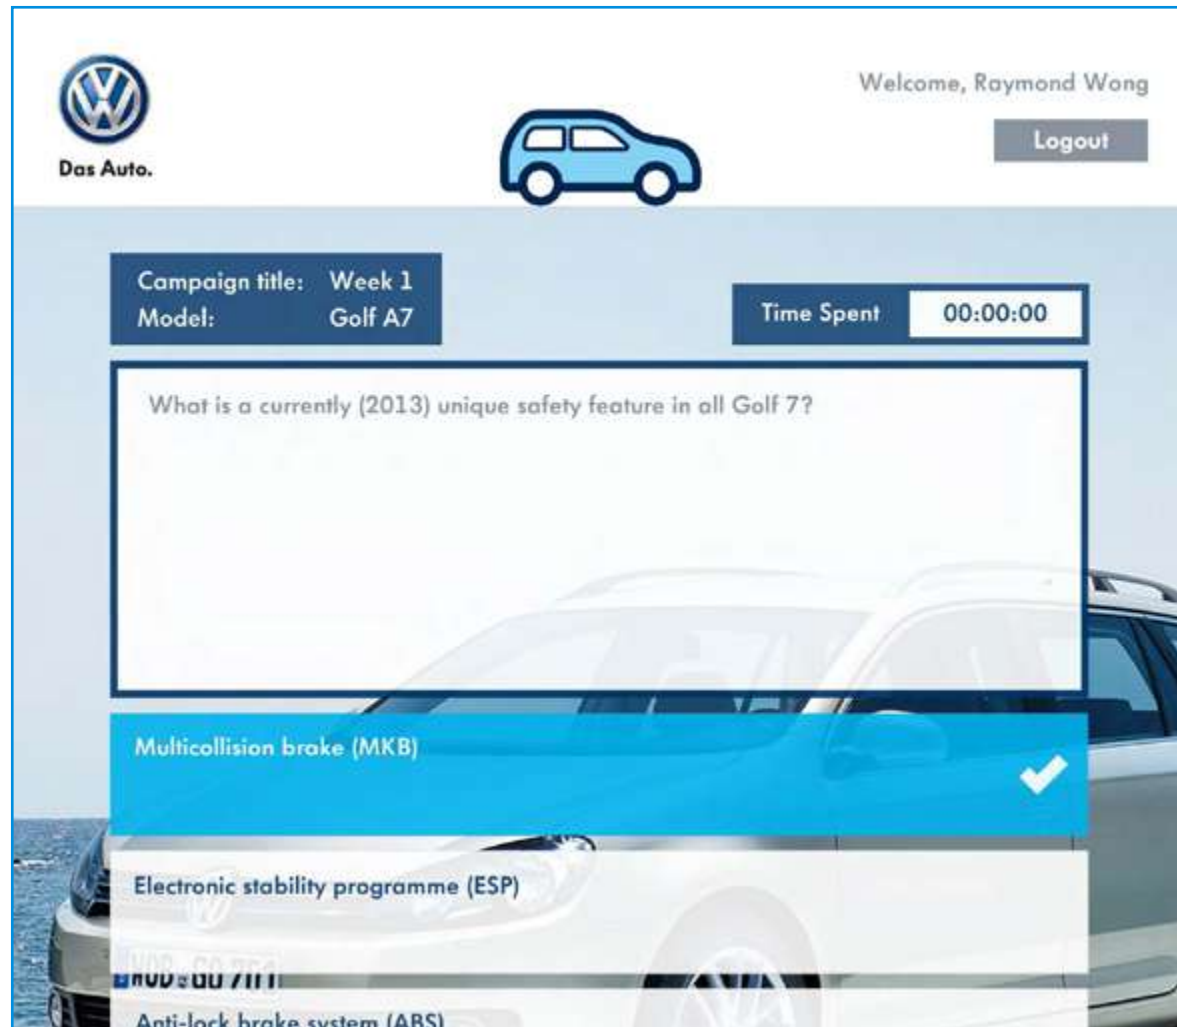 Das Auto.
Welcome, Raymond Wong
Logout
Campaign title: Week 1
Model: Golf A7
Time Spent 00:00:00
What is a currently (2013) unique safety feature in all Golf 7?
Multicollision brake (MKB)
Electronic stability programme (ESP)
Anti-lock brake system (ABS)